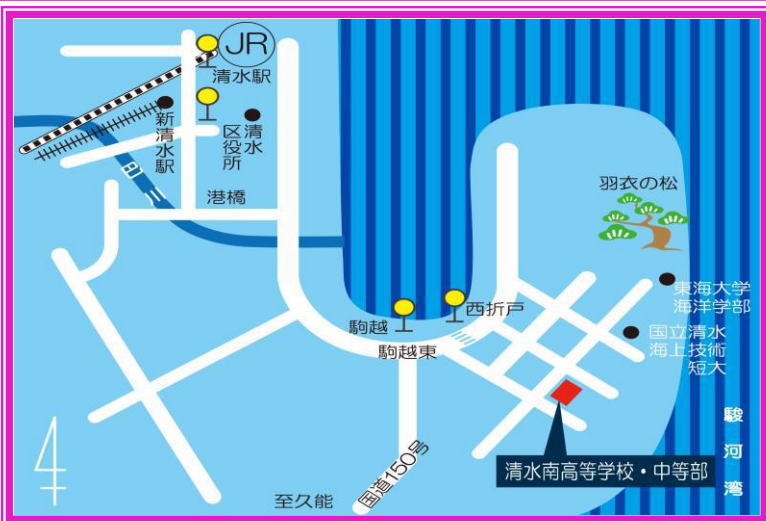 JR
清水駅
新清水駅
清水
区役所
巴川
港橋
羽衣の松
東海大学
海洋学部
国立清水
海上技術
短大
駒越
西折戸
駒越東
駿河湾
清水南高等学校・中等部
国道150号
至久能